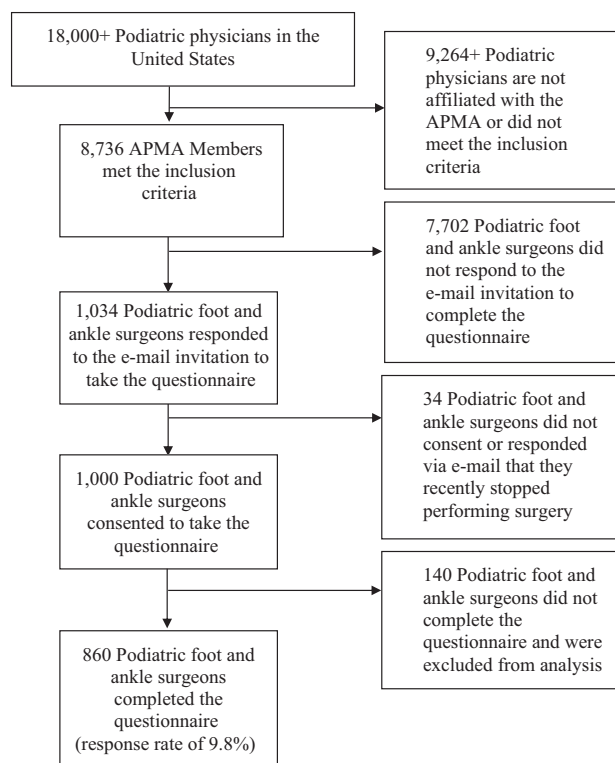 18,000+ Podiatric physicians in the
United States
9,264+ Podiatric
physicians are not
affiliated with the
APMA or did not
meet the inclusion
criteria
8,736 APMA Members
met the inclusion
criteria
7,702 Podiatric foot
and ankle surgeons did
not respond to the
e-mail invitation to
complete the
questionnaire
1,034 Podiatric foot and
ankle surgeons responded
to the e-mail invitation to
take the questionnaire
34 Podiatric foot and
ankle surgeons did not
consent or responded
via e-mail that they
recently stopped
performing surgery
1,000 Podiatric foot and
ankle surgeons
consented to take the
questionnaire
140 Podiatric foot and
ankle surgeons did not
complete the
questionnaire and were
excluded from analysis
860 Podiatric foot and
ankle surgeons
completed the
questionnaire
(response rate of 9.8%)